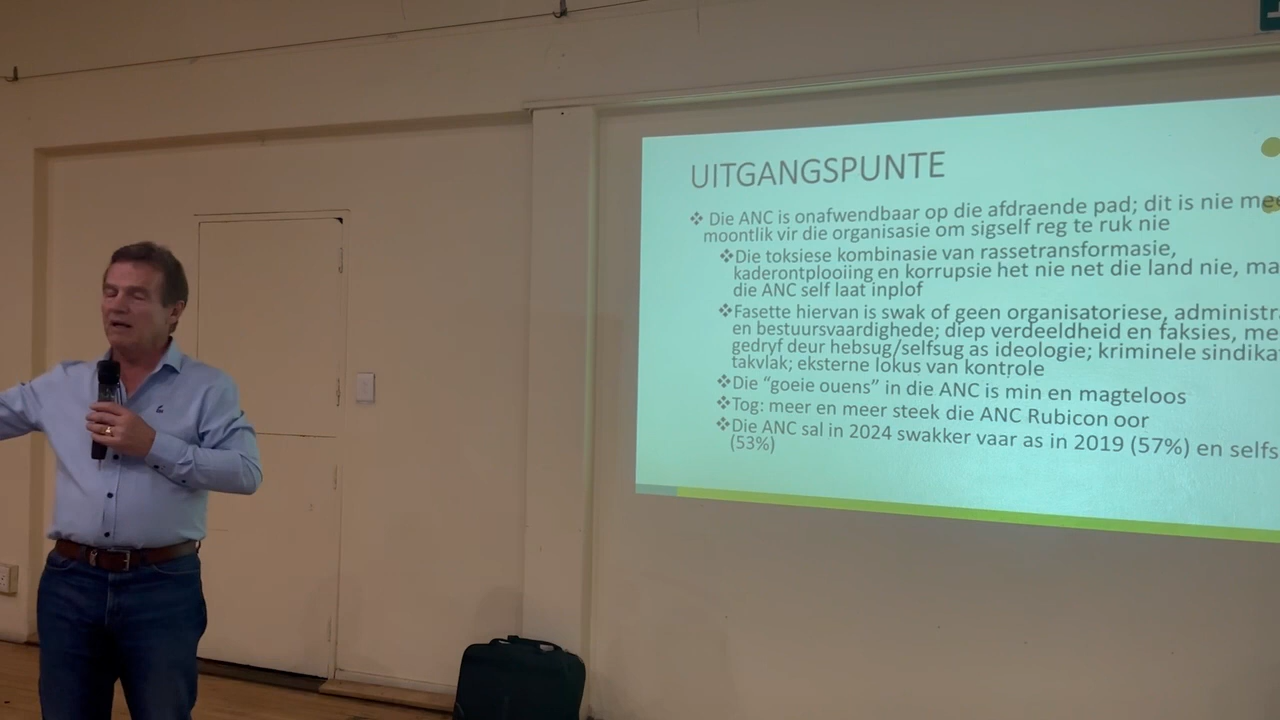 UITGANGSPUNTE
Die ANC is onafwendbaar op die afdraende pad; dit is nie mee
moontlik vir die organisasie om sigself reg te ruk nie
Die toksiese kombinasie van rassetransformasie,
kaderontplooiing en korrupsie het nie net die land nie, ma
die ANC self laat inplof
Fasette hiervan is swak of geen organisatoriese, administra
en bestuursvaardighede; diep verdeeldheid en faksies, me
gedryf deur hebsug/selfsug as ideologie; kriminele sindika
takvlak; eksterne lokus van kontrole
Die "goeie ouens" in die ANC is min en magteloos
Tog: meer en meer steek die ANC Rubicon oor
Die ANC sal in 2024 swakker vaar as in 2019 (57%) en selfs
(53%)